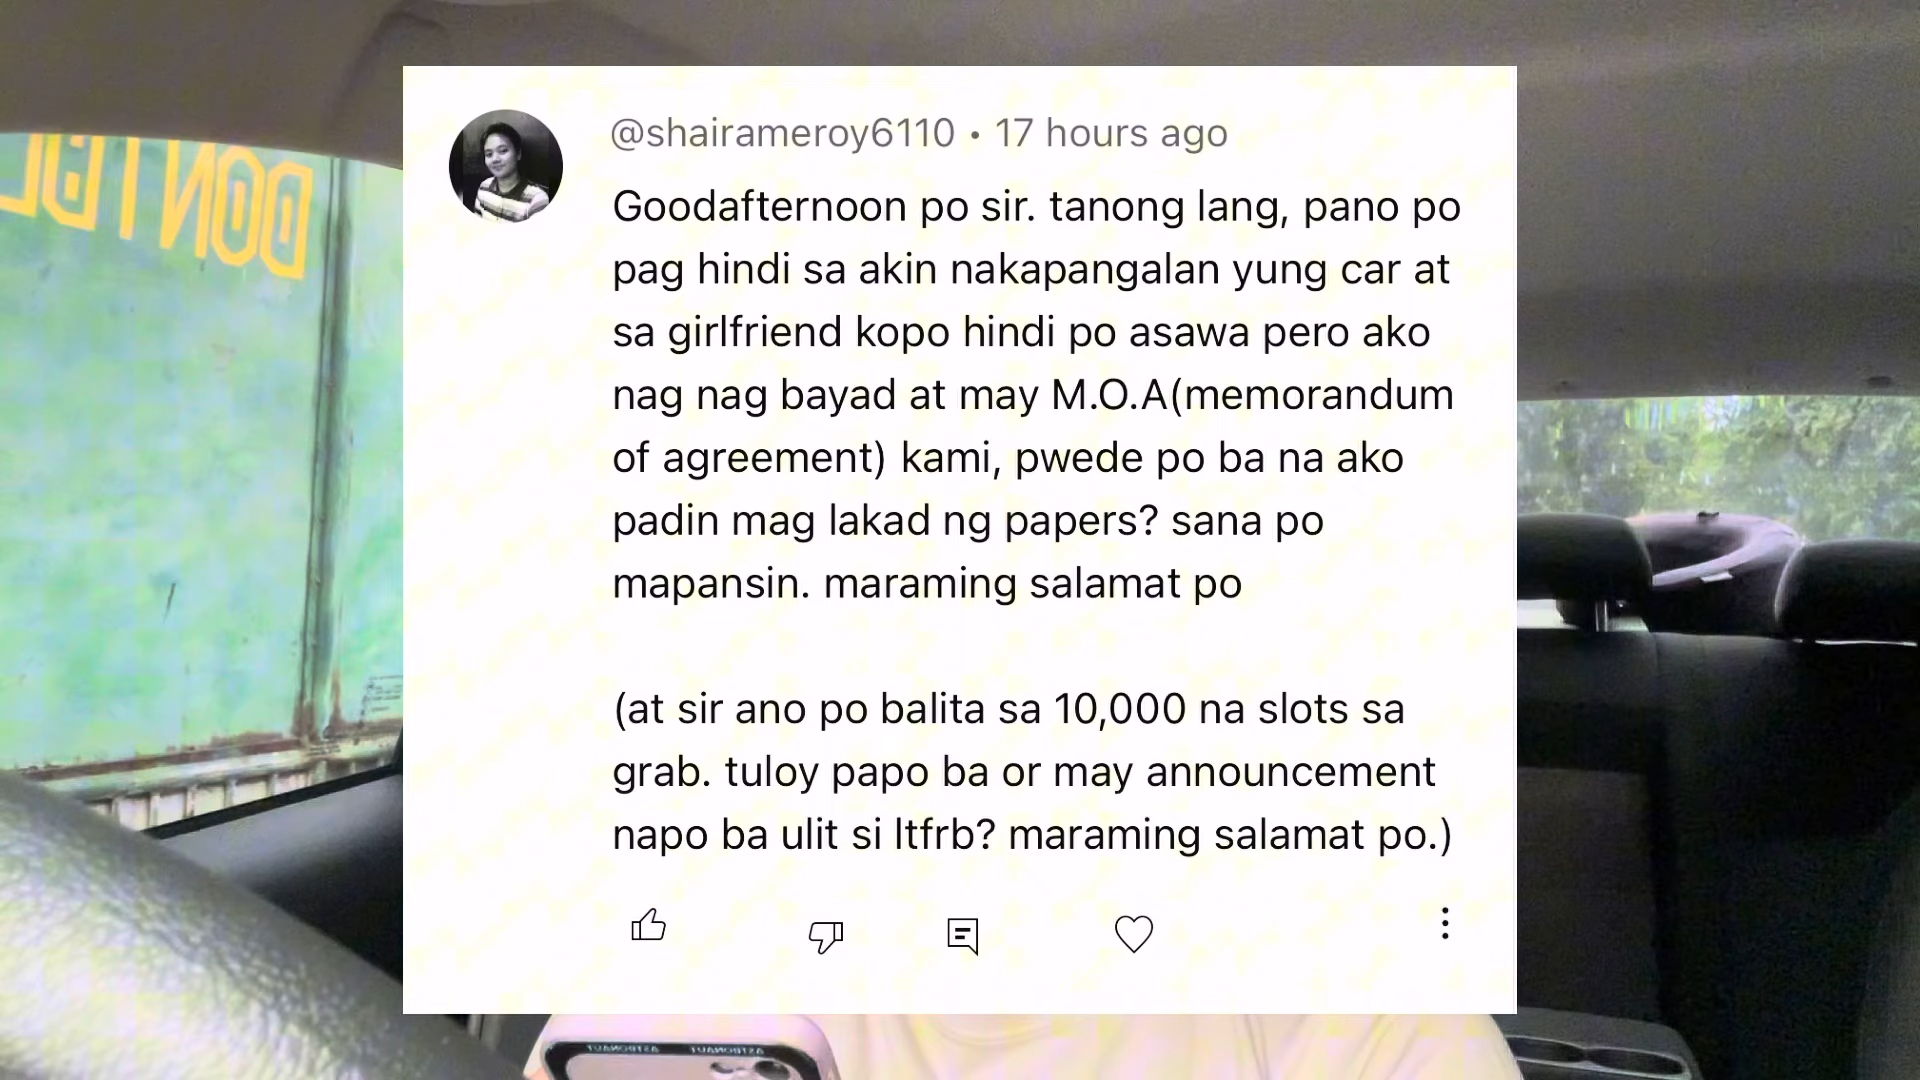 @shairameroy6110 • 17 hours ago
Goodafternoon po sir. tanong lang, pano po
pag hindi sa akin nakapangalan yung car at
sa girlfriend kopo hindi po asawa pero ako
nag nag bayad at may M.O.A(memorandum
of agreement) kami, pwede po ba na ako
padin mag lakad ng papers? sana po
mapansin. maraming salamat po
(at sir ano po balita sa 10,000 na slots sa
grab. tuloy papo ba or may announcement
napo ba ulit si ltfrb? maraming salamat po.)
ASTRONAUT ASTRONAUT